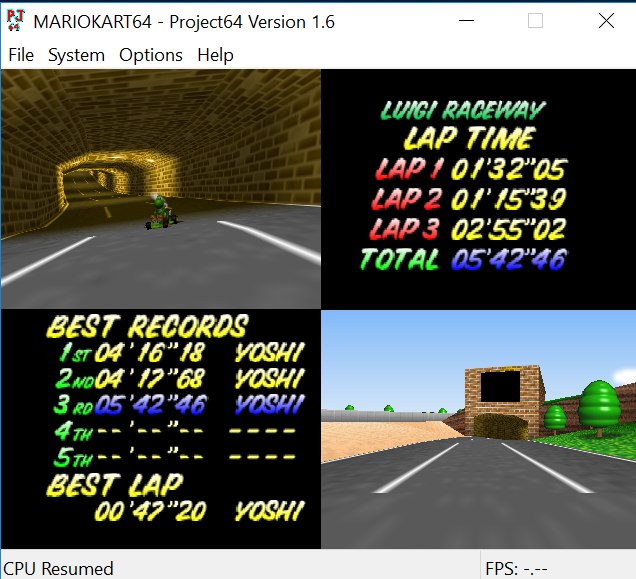 MARIOKART64 - Project64 Version 1.6
File System Options Help
LUIGI RACEWAY
LAP TIME
LAP 1 01'32"05
LAP 2 01'15"39
LAP 3 02'55"02
TOTAL 05'42"46
BEST RECORDS
1ST 04'16"18 YOSHI
2ND 04'17"68 YOSHI
3RD 05'42"46 YOSHI
4TH --'--"-- ----
5TH --'--"-- ----
BEST LAP
00'47"20 YOSHI
CPU Resumed
FPS: -.--